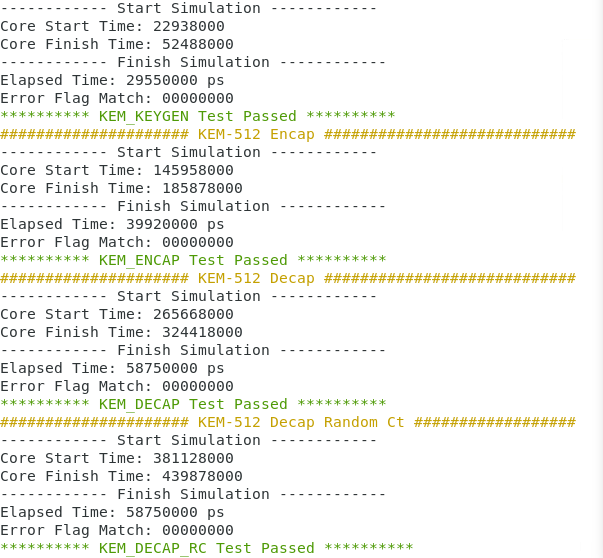 ------------ Start Simulation ------------
Core Start Time: 22938000
Core Finish Time: 52488000
------------ Finish Simulation ------------
Elapsed Time: 29550000 ps
Error Flag Match: 00000000
********** KEM_KEYGEN Test Passed **********
##################### KEM-512 Encap ############################
------------ Start Simulation ------------
Core Start Time: 145958000
Core Finish Time: 185878000
------------ Finish Simulation ------------
Elapsed Time: 39920000 ps
Error Flag Match: 00000000
********** KEM_ENCAP Test Passed **********
##################### KEM-512 Decap ############################
------------ Start Simulation ------------
Core Start Time: 265668000
Core Finish Time: 324418000
------------ Finish Simulation ------------
Elapsed Time: 58750000 ps
Error Flag Match: 00000000
********** KEM_DECAP Test Passed **********
##################### KEM-512 Decap Random Ct ##################
------------ Start Simulation ------------
Core Start Time: 381128000
Core Finish Time: 439878000
------------ Finish Simulation ------------
Elapsed Time: 58750000 ps
Error Flag Match: 00000000
********** KEM_DECAP_RC Test Passed **********